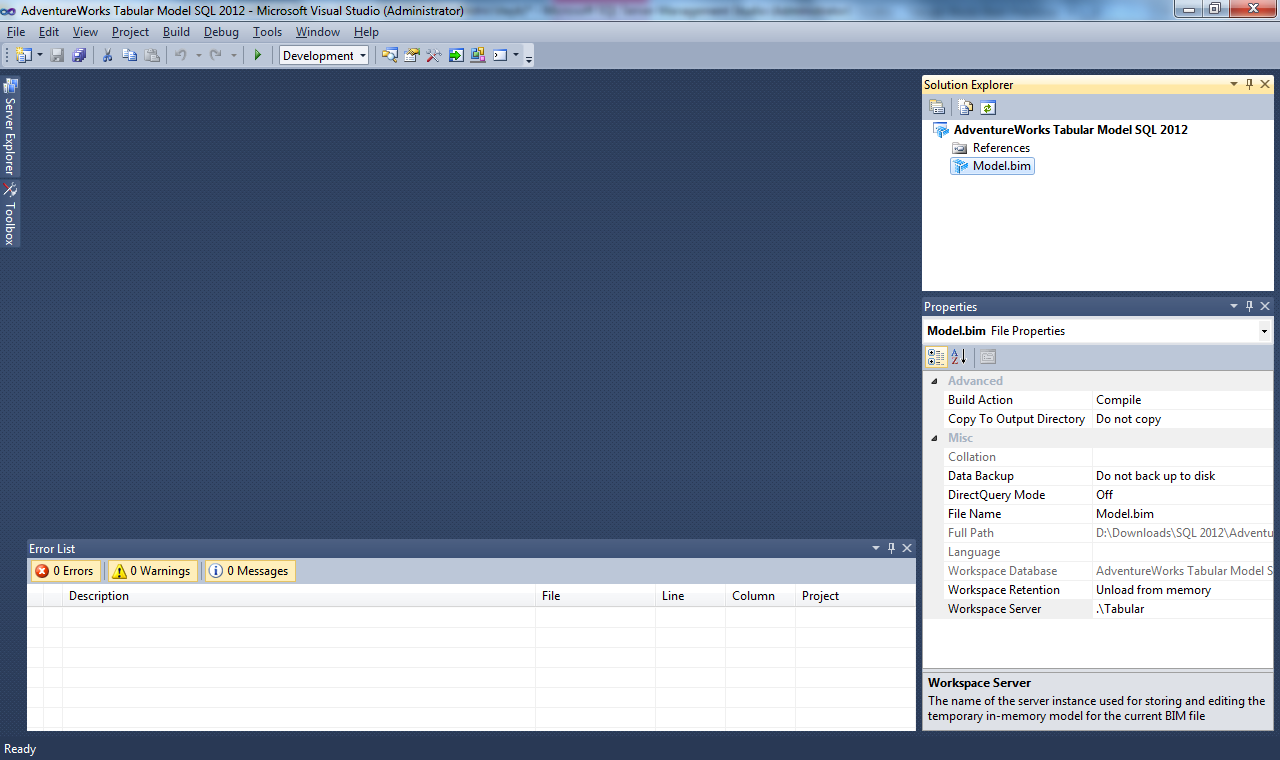 AdventureWorks Tabular Model SQL 2012 - Microsoft Visual Studio (Administrator)
File Edit View Project Build Debug Tools Window Help
Development
Server Explorer
Toolbox
Solution Explorer
AdventureWorks Tabular Model SQL 2012
References
Model.bim
Properties
Model.bim File Properties
Advanced
Build Action Compile
Copy To Output Directory Do not copy
Misc
Collation
Data Backup Do not back up to disk
DirectQuery Mode Off
File Name Model.bim
Full Path D:\Downloads\SQL 2012\Adventu
Language
Workspace Database AdventureWorks Tabular Model S
Workspace Retention Unload from memory
Workspace Server .\Tabular
Workspace Server
The name of the server instance used for storing and editing the
temporary in-memory model for the current BIM file
Error List
0 Errors 0 Warnings 0 Messages
Description File Line Column Project
Ready